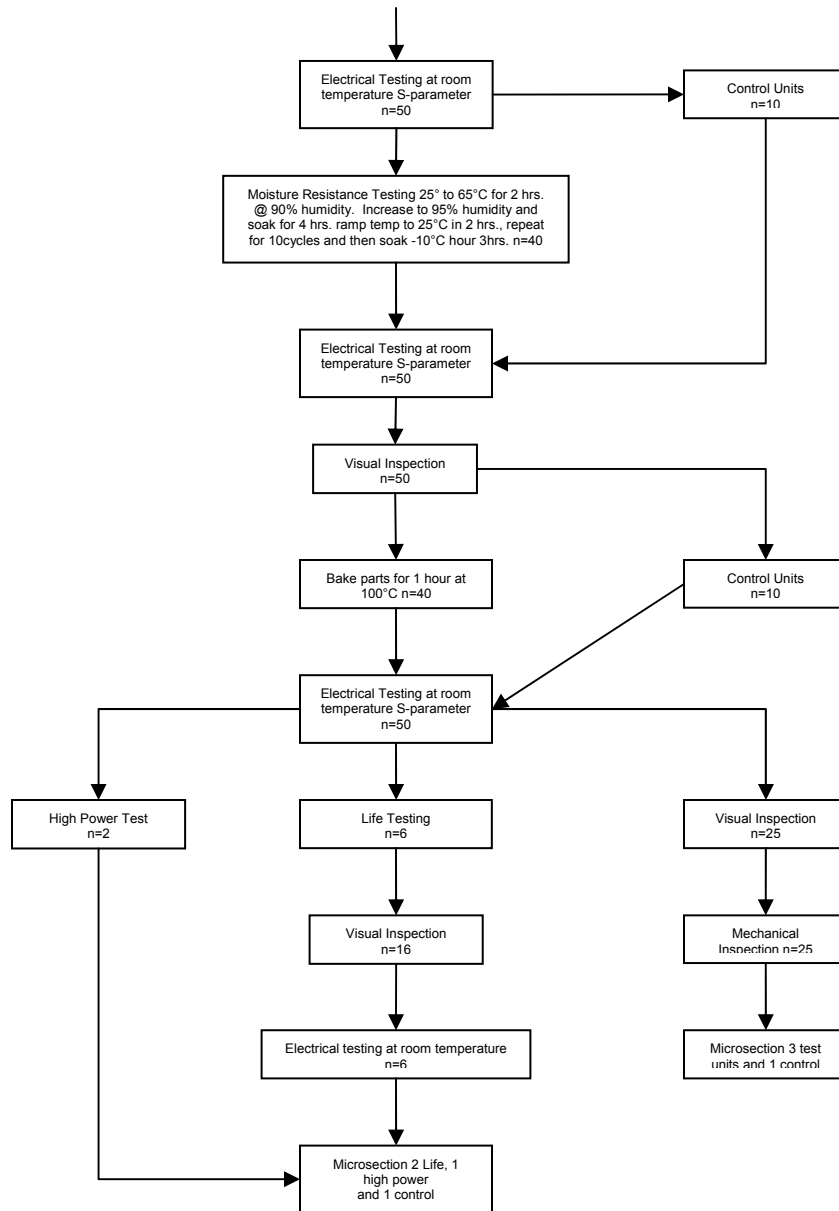 Electrical Testing at room
temperature S-parameter
n=50
Control Units
n=10
Moisture Resistance Testing 25° to 65°C for 2 hrs.
@ 90% humidity.  Increase to 95% humidity and
soak for 4 hrs. ramp temp to 25°C in 2 hrs., repeat
for 10cycles and then soak -10°C hour 3hrs. n=40
Electrical Testing at room
temperature S-parameter
n=50
Visual Inspection
n=50
Bake parts for 1 hour at
100°C n=40
Control Units
n=10
Electrical Testing at room
temperature S-parameter
n=50
High Power Test
n=2
Life Testing
n=6
Visual Inspection
n=25
Visual Inspection
n=16
Mechanical
Inspection n=25
Electrical testing at room temperature
n=6
Microsection 3 test
units and 1 control
Microsection 2 Life, 1
high power
and 1 control